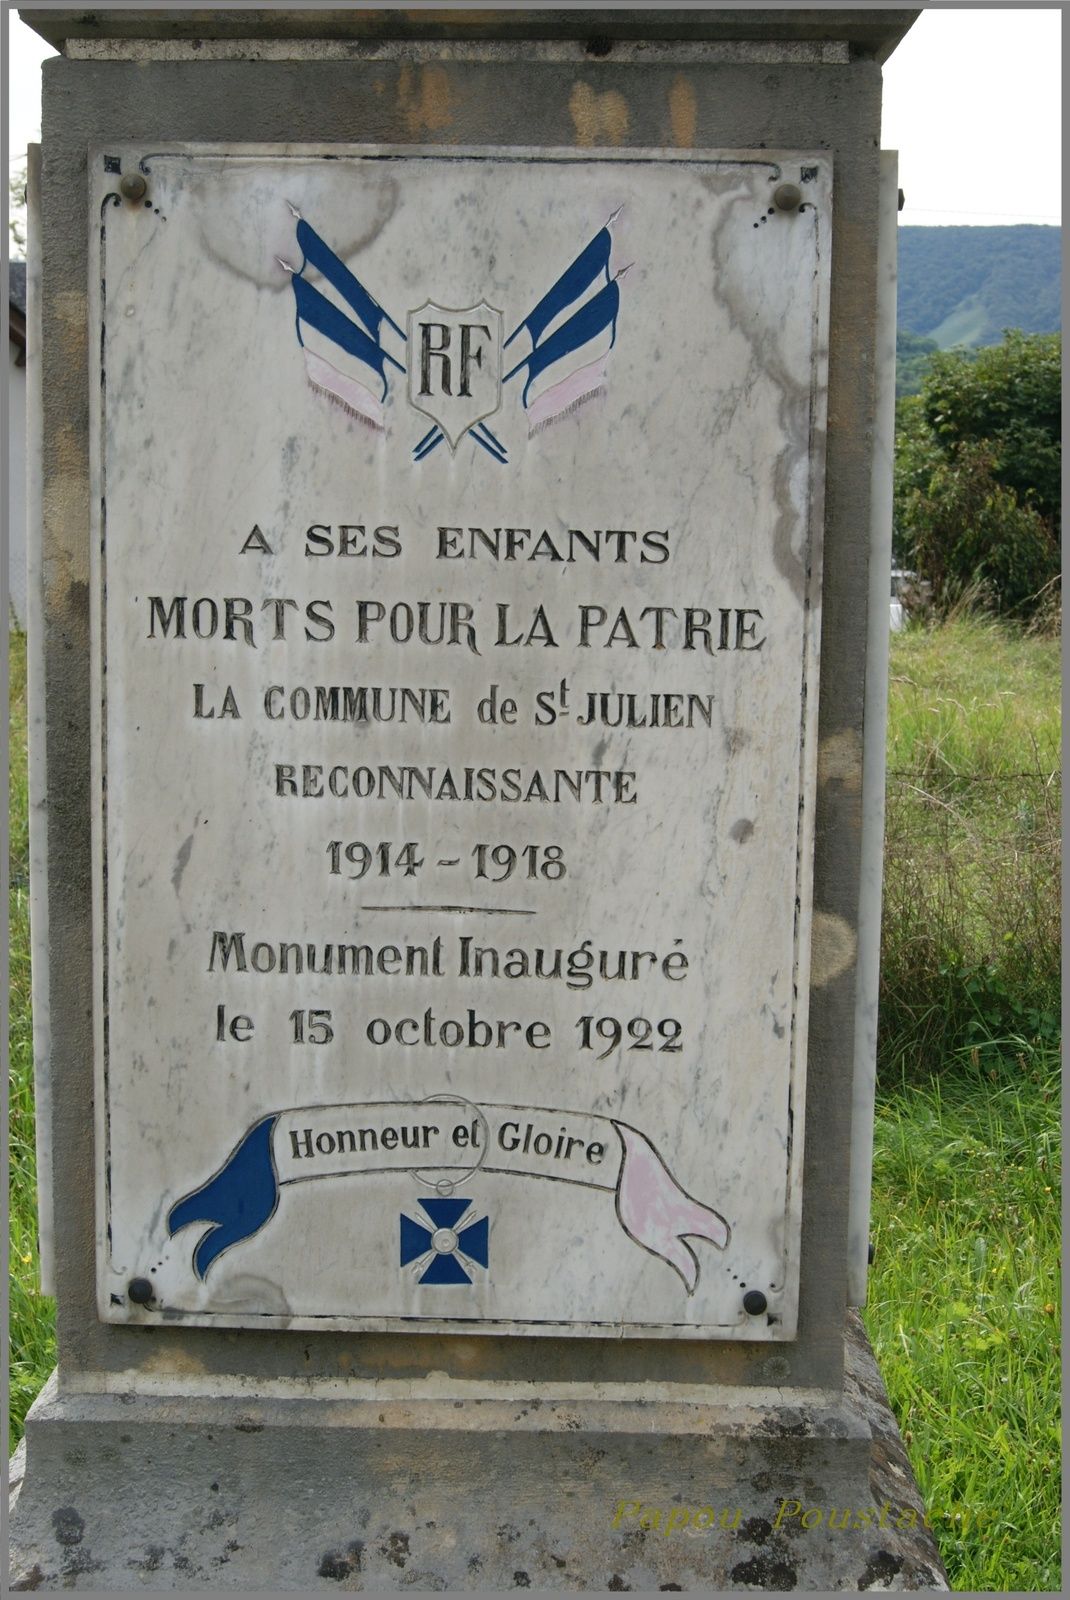 RF
A SES ENFANTS
MORTS POUR LA PATRIE
LA COMMUNE de St JULIEN
RECONNAISSANTE
1914 - 1918
Monument Inauguré
le 15 octobre 1922
Honneur et Gloire
Papou Poustache